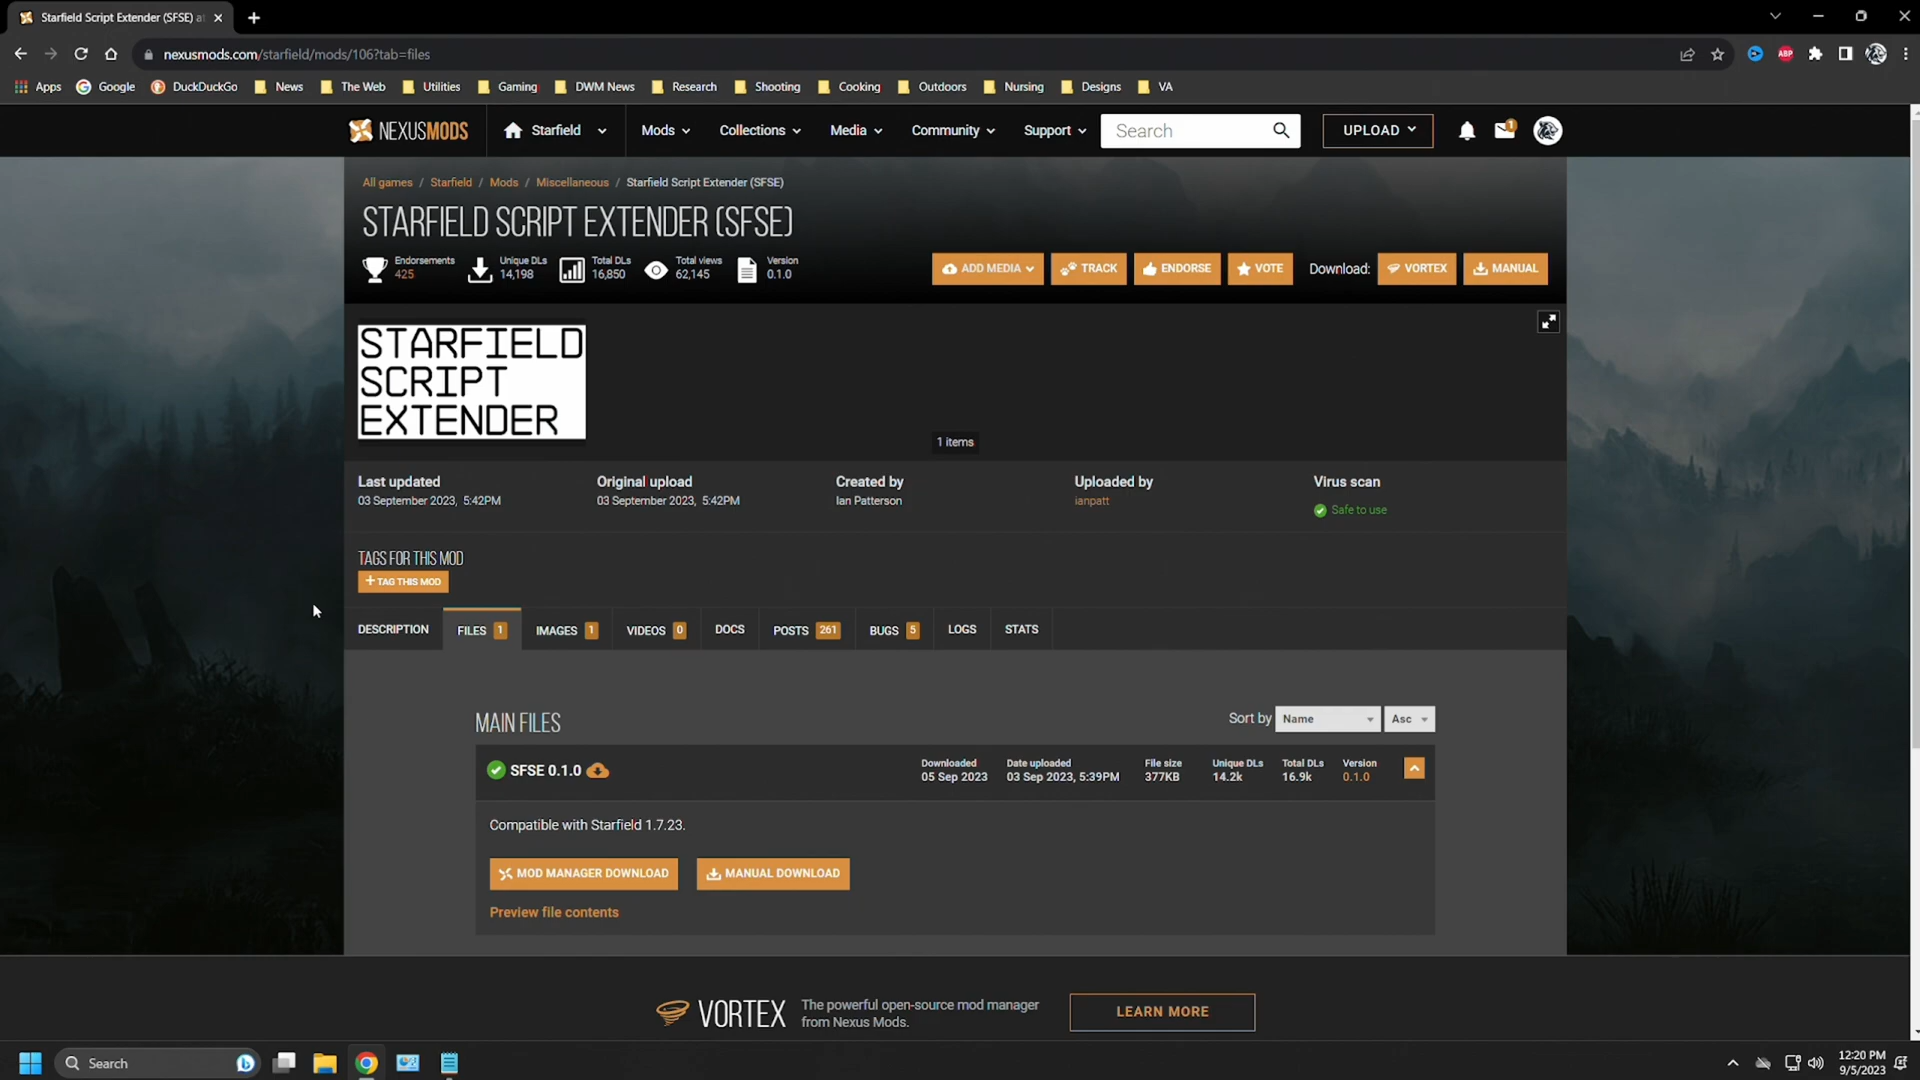 Starfield Script Extender (SFSE) a
nexusmods.com/starfield/mods/106?tab=files
ABP
Apps Google DuckDuckGo News The Web Utilities Gaming DWM News Research Shooting Cooking Outdoors Nursing Designs VA
NEXUSMODS Starfield Mods Collections Media Community Support Search UPLOAD 1
All games / Starfield / Mods / Miscellaneous / Starfield Script Extender (SFSE)
STARFIELD SCRIPT EXTENDER (SFSE)
Endorsements Unique DLs Total DLs Total views Version
425 14,198 16,850 62,145 0.1.0
ADD MEDIA TRACK ENDORSE VOTE Download: VORTEX MANUAL
STARFIELD
SCRIPT
EXTENDER
1 items
Last updated Original upload Created by Uploaded by Virus scan
03 September 2023, 5:42PM 03 September 2023, 5:42PM Ian Patterson ianpatt Safe to use
TAGS FOR THIS MOD
+ TAG THIS MOD
DESCRIPTION FILES 1 IMAGES 1 VIDEOS 0 DOCS POSTS 261 BUGS 5 LOGS STATS
MAIN FILES Sort by Name Asc
SFSE 0.1.0
Downloaded Date uploaded File size Unique DLs Total DLs Version
05 Sep 2023 03 Sep 2023, 5:39PM 377KB 14.2k 16.9k 0.1.0
Compatible with Starfield 1.7.23.
MOD MANAGER DOWNLOAD MANUAL DOWNLOAD
Preview file contents
VORTEX The powerful open-source mod manager
from Nexus Mods.
LEARN MORE
Search
12:20 PM
9/5/2023